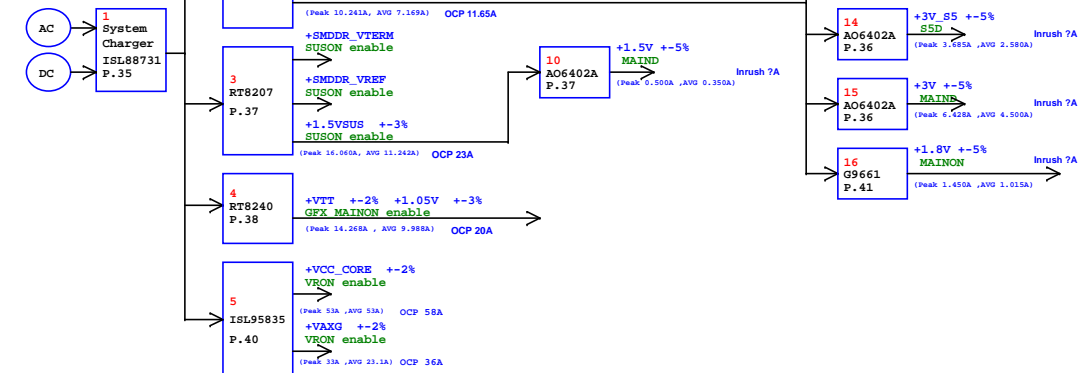 AC
DC
1
System
Charger
ISL88731
P.35
(Peak 10.241A, AVG 7.169A) OCP 11.65A
3
RT8207
P.37
+SMDDR_VTERM
SUSON enable
+SMDDR_VREF
SUSON enable
+1.5VSUS +-3%
SUSON enable
(Peak 16.060A, AVG 11.242A) OCP 23A
10
AO6402A
P.37
+1.5V +-5%
MAIND
(Peak 0.500A, AVG 0.350A)
Inrush ?A
4
RT8240
P.38
+VTT +-2% +1.05V +-3%
GFX_MAINON enable
(Peak 14.268A , AVG 9.988A) OCP 20A
5
ISL95835
P.40
+VCC_CORE +-2%
VRON enable
(Peak 53A ,AVG 53A) OCP 58A
+VAXG +-2%
VRON enable
(Peak 33A ,AVG 23.1A) OCP 36A
14
AO6402A
P.36
+3V_S5 +-5%
S5D
(Peak 3.685A, AVG 2.580A)
Inrush ?A
15
AO6402A
P.36
+3V +-5%
MAIND
(Peak 6.428A ,AVG 4.500A)
Inrush ?A
16
G9661
P.41
+1.8V +-5%
MAINON
(Peak 1.450A ,AVG 1.015A)
Inrush ?A